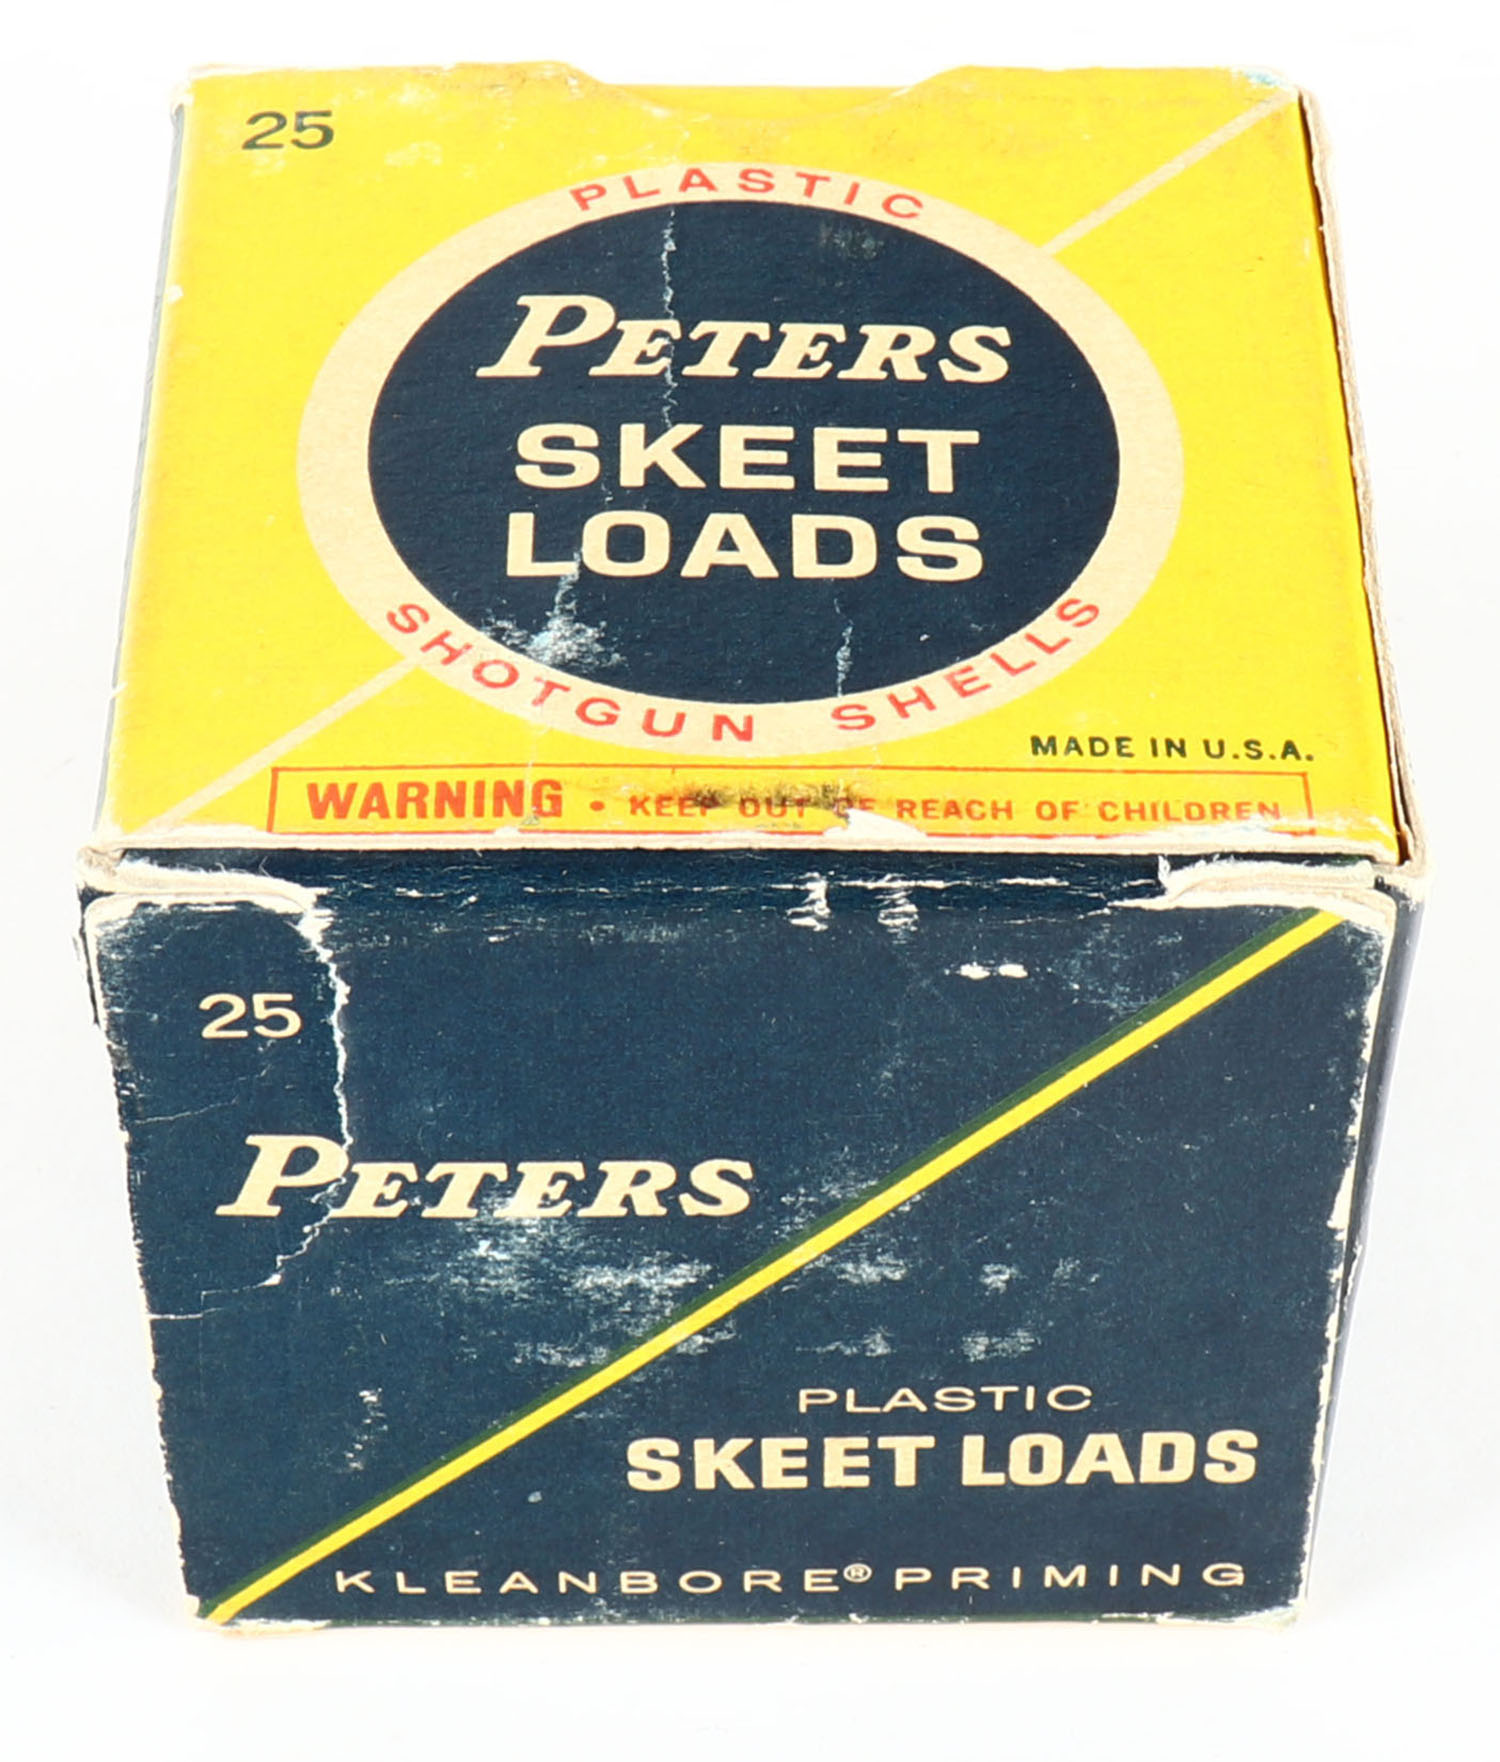 25
PLASTIC
PETERS
SKEET
LOADS
SHOTGUN SHELLS
MADE IN U.S.A.
WARNING • KEEP OUT OF REACH OF CHILDREN
25
PETERS
PLASTIC
SKEET LOADS
KLEANBORE® PRIMING